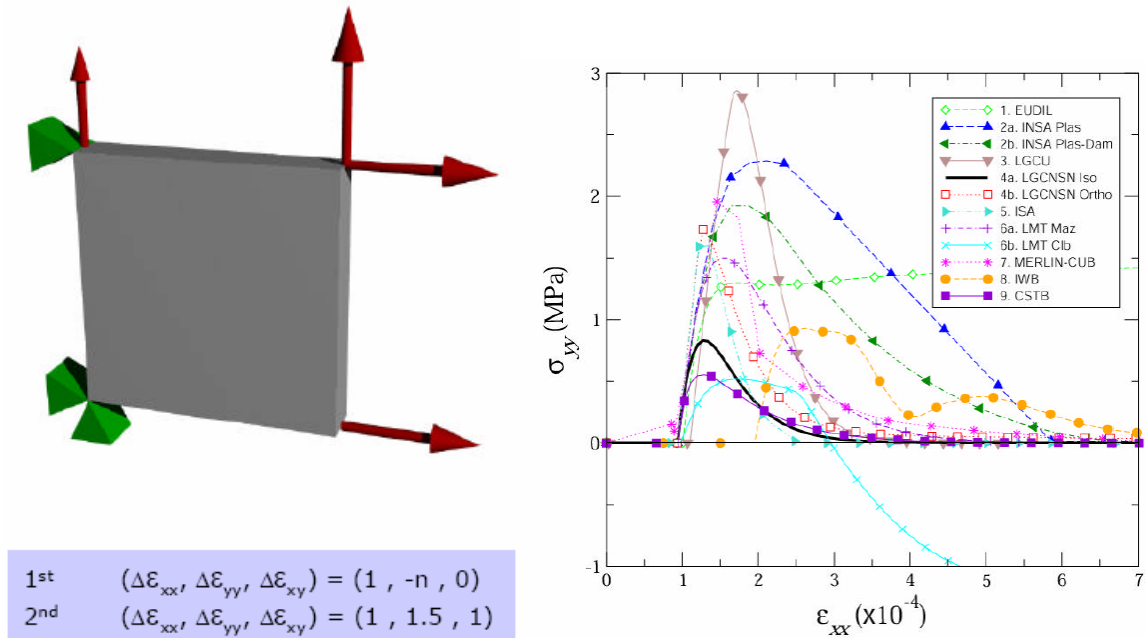 1st (Δεxx, Δεyy, Δεxy) = (1 , -n , 0)
2nd (Δεxx, Δεyy, Δεxy) = (1 , 1.5 , 1)
3
2
1
0
-1
σyy (MPa)
0 1 2 3 4 5 6 7
εxx (x10-4)
1. EUDIL
2a. INSA Plas
2b. INSA Plas-Dam
3. LGCU
4a. LGCNSN Iso
4b. LGCNSN Ortho
5. ISA
6a. LMT Maz
6b. LMT Clb
7. MERLIN-CUB
8. IWB
9. CSTB